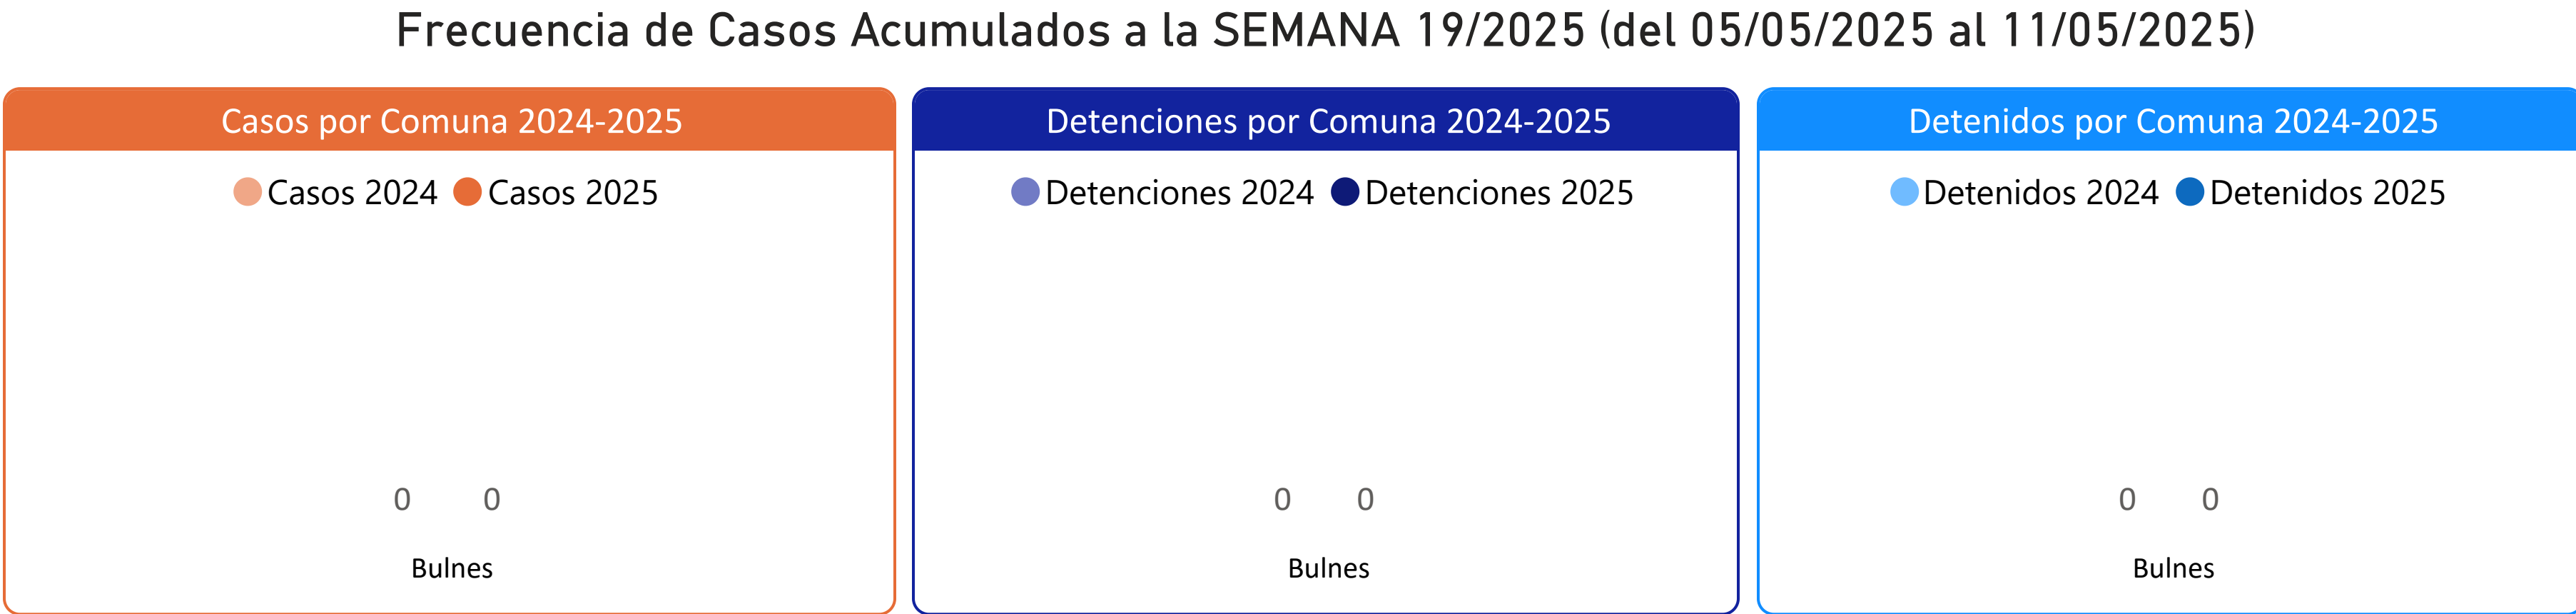 Frecuencia de Casos Acumulados a la SEMANA 19/2025 (del 05/05/2025 al 11/05/2025)
Casos por Comuna 2024-2025
Casos 2024 Casos 2025
0 0
Bulnes
Detenciones por Comuna 2024-2025
Detenciones 2024 Detenciones 2025
0 0
Bulnes
Detenidos por Comuna 2024-2025
Detenidos 2024 Detenidos 2025
0 0
Bulnes